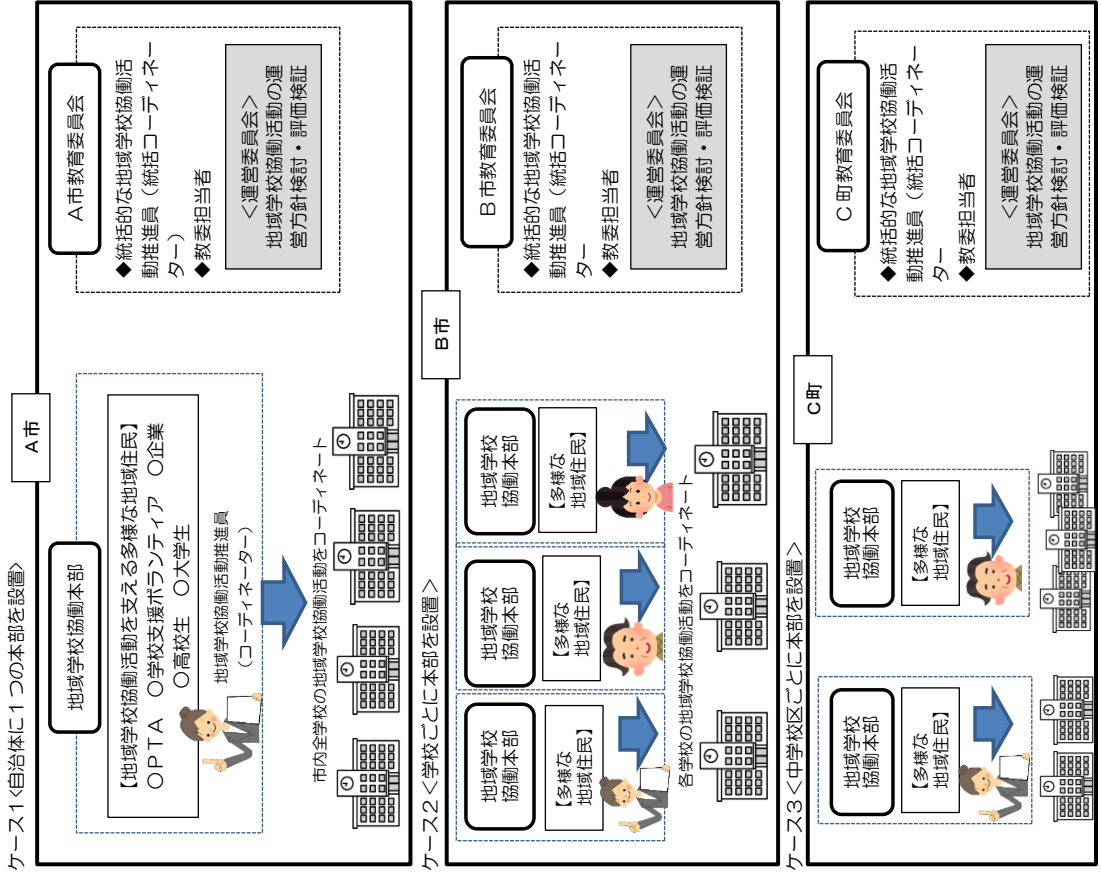 ケース1<自治体に1つの本部を設置>
A市
地域学校協働本部
【地域学校協働活動を支える多様な地域住民】
○PTA ○学校支援ボランティア ○企業
○高校生 ○大学生
地域学校協働活動推進員
(コーディネーター)
市内全学校の地域学校協働活動をコーディネート
A市教育委員会
◆統括的な地域学校協働活
動推進員(統括コーディネー
ター)
◆教委担当者
<運営委員会>
地域学校協働活動の運
営方針検討・評価検証
ケース2<学校ごとに本部を設置>
B市
地域学校
協働本部
【多様な
地域住民】
地域学校
協働本部
【多様な
地域住民】
地域学校
協働本部
【多様な
地域住民】
各学校の地域学校協働活動をコーディネート
B市教育委員会
◆統括的な地域学校協働活
動推進員(統括コーディネー
ター
◆教委担当者
<運営委員会>
地域学校協働活動の運
営方針検討・評価検証
ケース3<中学校区ごとに本部を設置>
C町
地域学校
協働本部
【多様な
地域住民】
地域学校
協働本部
【多様な
地域住民】
C町教育委員会
◆統括的な地域学校協働活
動推進員(統括コーディネー
ター
◆教委担当者
<運営委員会>
地域学校協働活動の運
営方針検討・評価検証